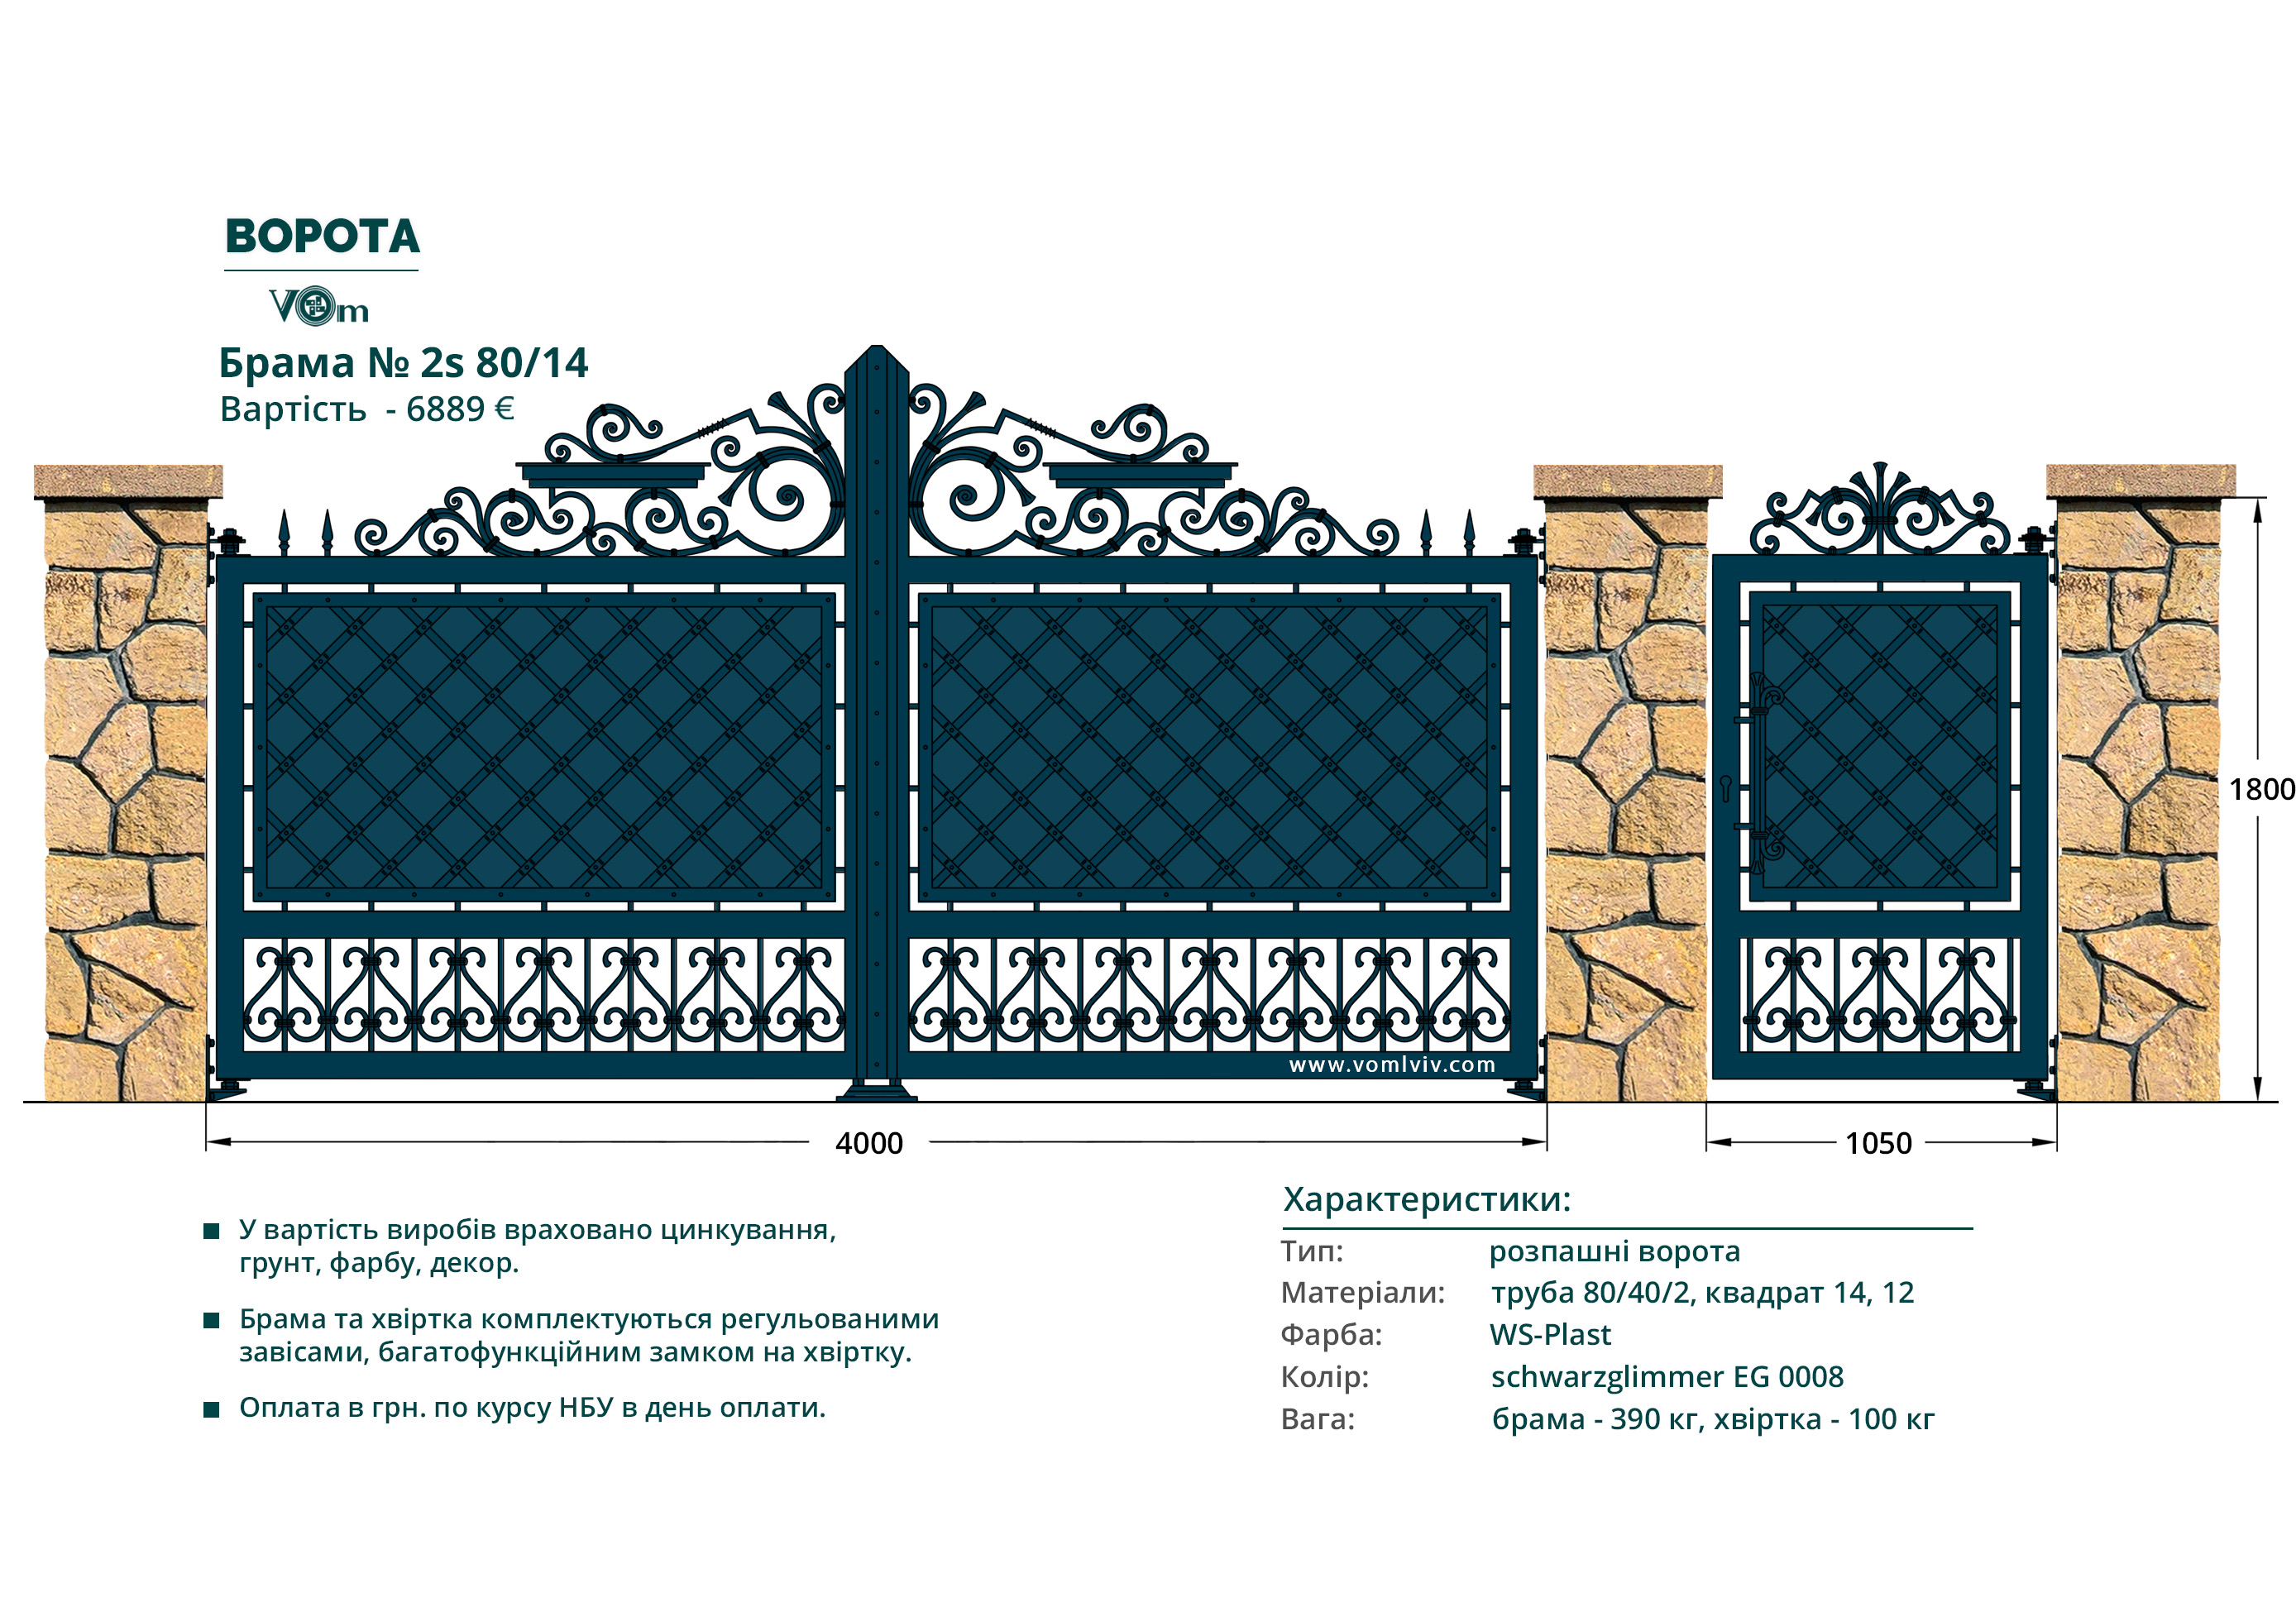 ВОРОТА
VOm
Брама № 2s 80/14
Вартість - 6889 €
1800
www.vomlviv.com
4000
1050
У вартість виробів враховано цинкування,
грунт, фарбу, декор.
Брама та хвіртка комплектуються регульованими
завісами, багатофункційним замком на хвіртку.
Оплата в грн. по курсу НБУ в день оплати.
Характеристики:
Тип: розпашні ворота
Матеріали: труба 80/40/2, квадрат 14, 12
Фарба: WS-Plast
Колір: schwarzglimmer EG 0008
Вага: брама - 390 кг, хвіртка - 100 кг